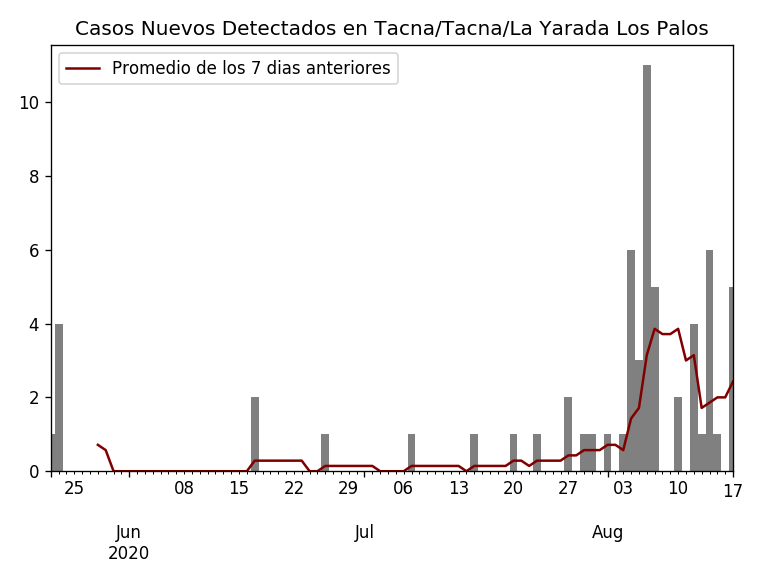 Casos Nuevos Detectados en Tacna/Tacna/La Yarada Los Palos
Promedio de los 7 dias anteriores
10
8
6
4
2
0
25 08 15 22 29 06 13 20 27 03 10 17
Jun Jul Aug
2020